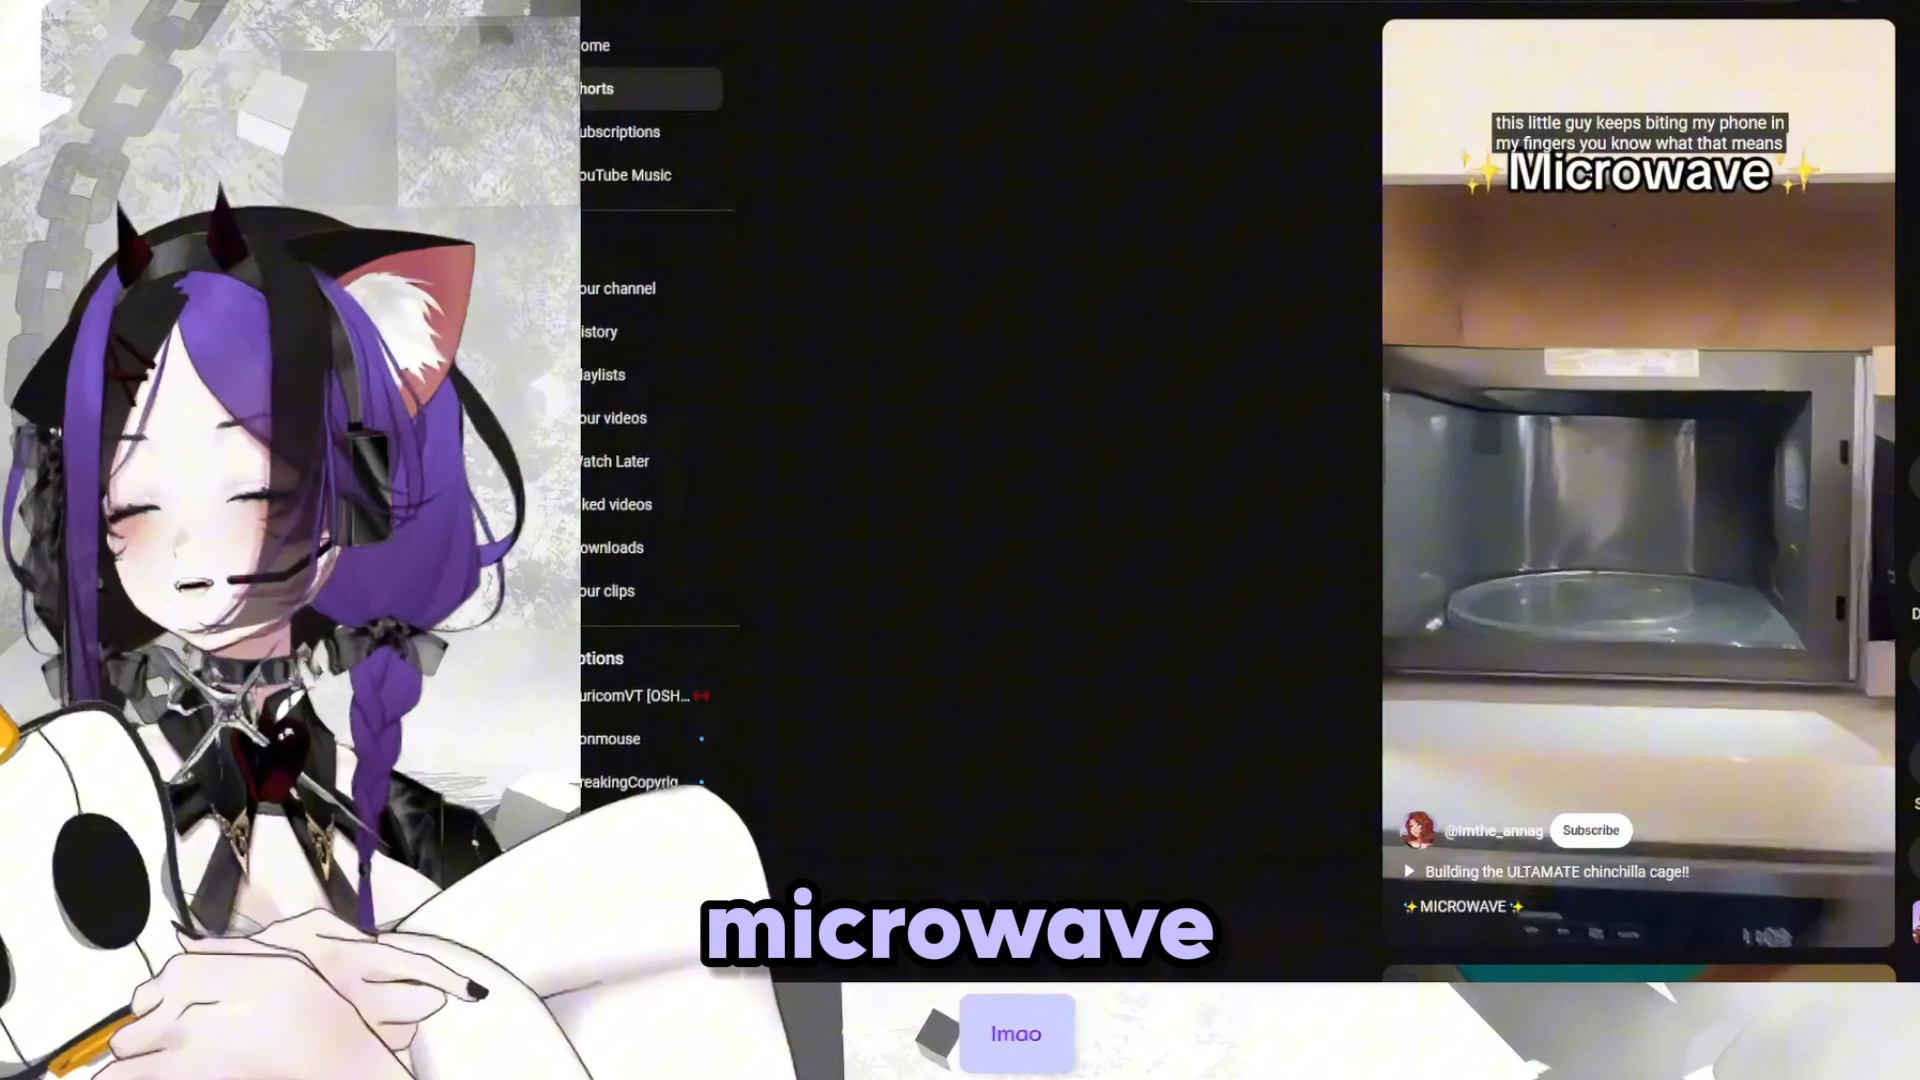 ome
horts
ubscriptions
ouTube Music
our channel
istory
laylists
our videos
Vatch Later
ked videos
ownloads
our clips
ptions
uricomVT [OSH...
onmouse
reakingCopyrig
this little guy keeps biting my phone in
my fingers you know what that means
✨Microwave✨
@Imthe_annag
Subscribe
Building the ULTAMATE chinchilla cage!!
✨MICROWAVE✨
microwave
lmao